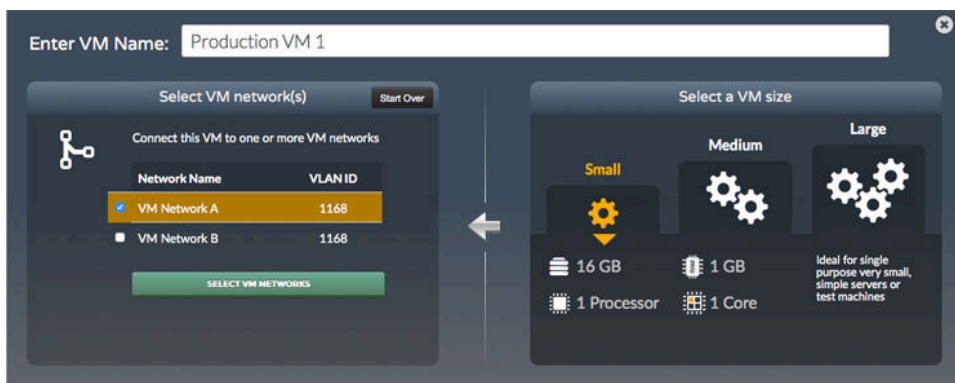 Enter VM Name: Production VM 1
Select VM network(s)
Start Over
Connect this VM to one or more VM networks
Network Name VLAN ID
VM Network A 1168
VM Network B 1168
SELECT VM NETWORKS
Select a VM size
Small
Medium
Large
16 GB
1 GB
1 Processor
1 Core
Ideal for single
purpose very small,
simple servers or
test machines